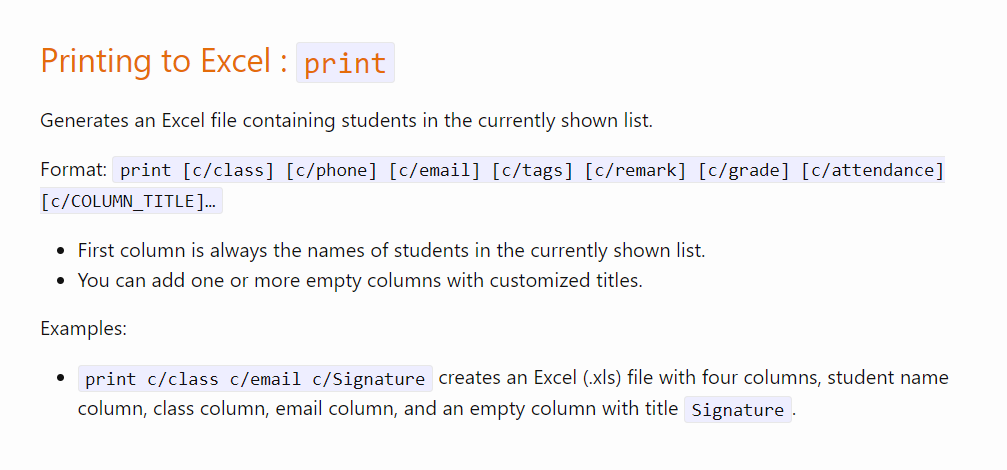 Printing to Excel : print
Generates an Excel file containing students in the currently shown list.
Format: print [c/class] [c/phone] [c/email] [c/tags] [c/remark] [c/grade] [c/attendance]
[c/COLUMN_TITLE]…
• First column is always the names of students in the currently shown list.
• You can add one or more empty columns with customized titles.
Examples:
• print c/class c/email c/Signature creates an Excel (.xls) file with four columns, student name
column, class column, email column, and an empty column with title Signature.